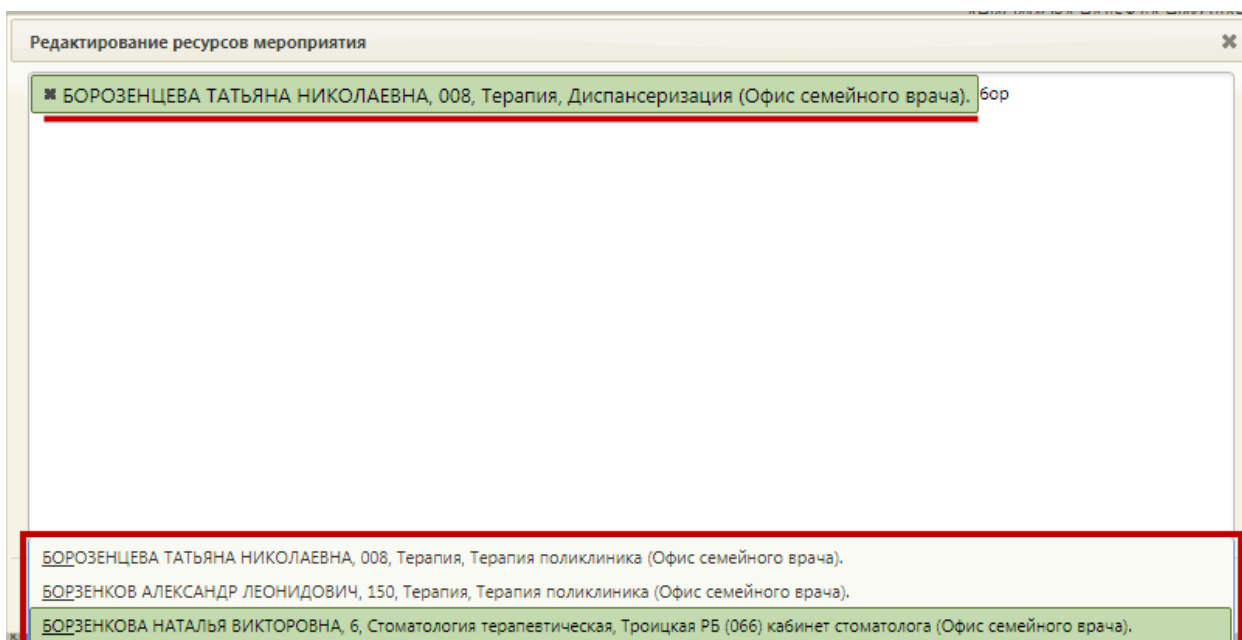 Редактирование ресурсов мероприятия
БОРОЗЕНЦЕВА ТАТЬЯНА НИКОЛАЕВНА, 008, Терапия, Диспансеризация (Офис семейного врача). бор
БОРОЗЕНЦЕВА ТАТЬЯНА НИКОЛАЕВНА, 008, Терапия, Терапия поликлиника (Офис семейного врача).
БОРЗЕНКОВ АЛЕКСАНДР ЛЕОНИДОВИЧ, 150, Терапия, Терапия поликлиника (Офис семейного врача).
БОРЗЕНКОВА НАТАЛЬЯ ВИКТОРОВНА, 6, Стоматология терапевтическая, Троицкая РБ (066) кабинет стоматолога (Офис семейного врача).